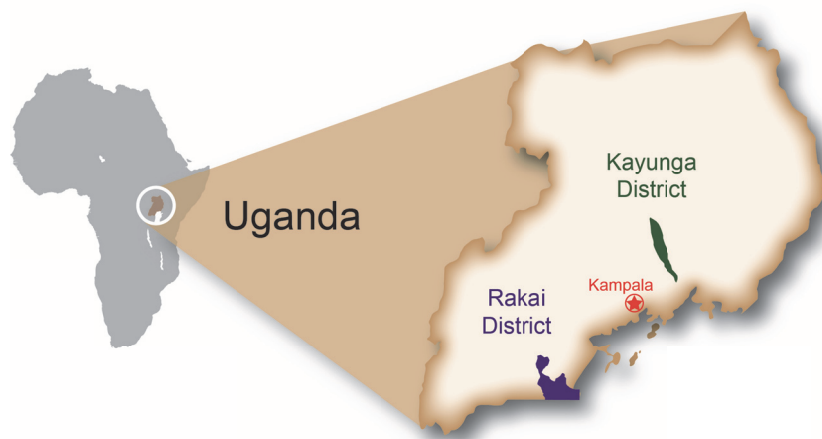 Uganda
Kayunga
District
Kampala
Rakai
District